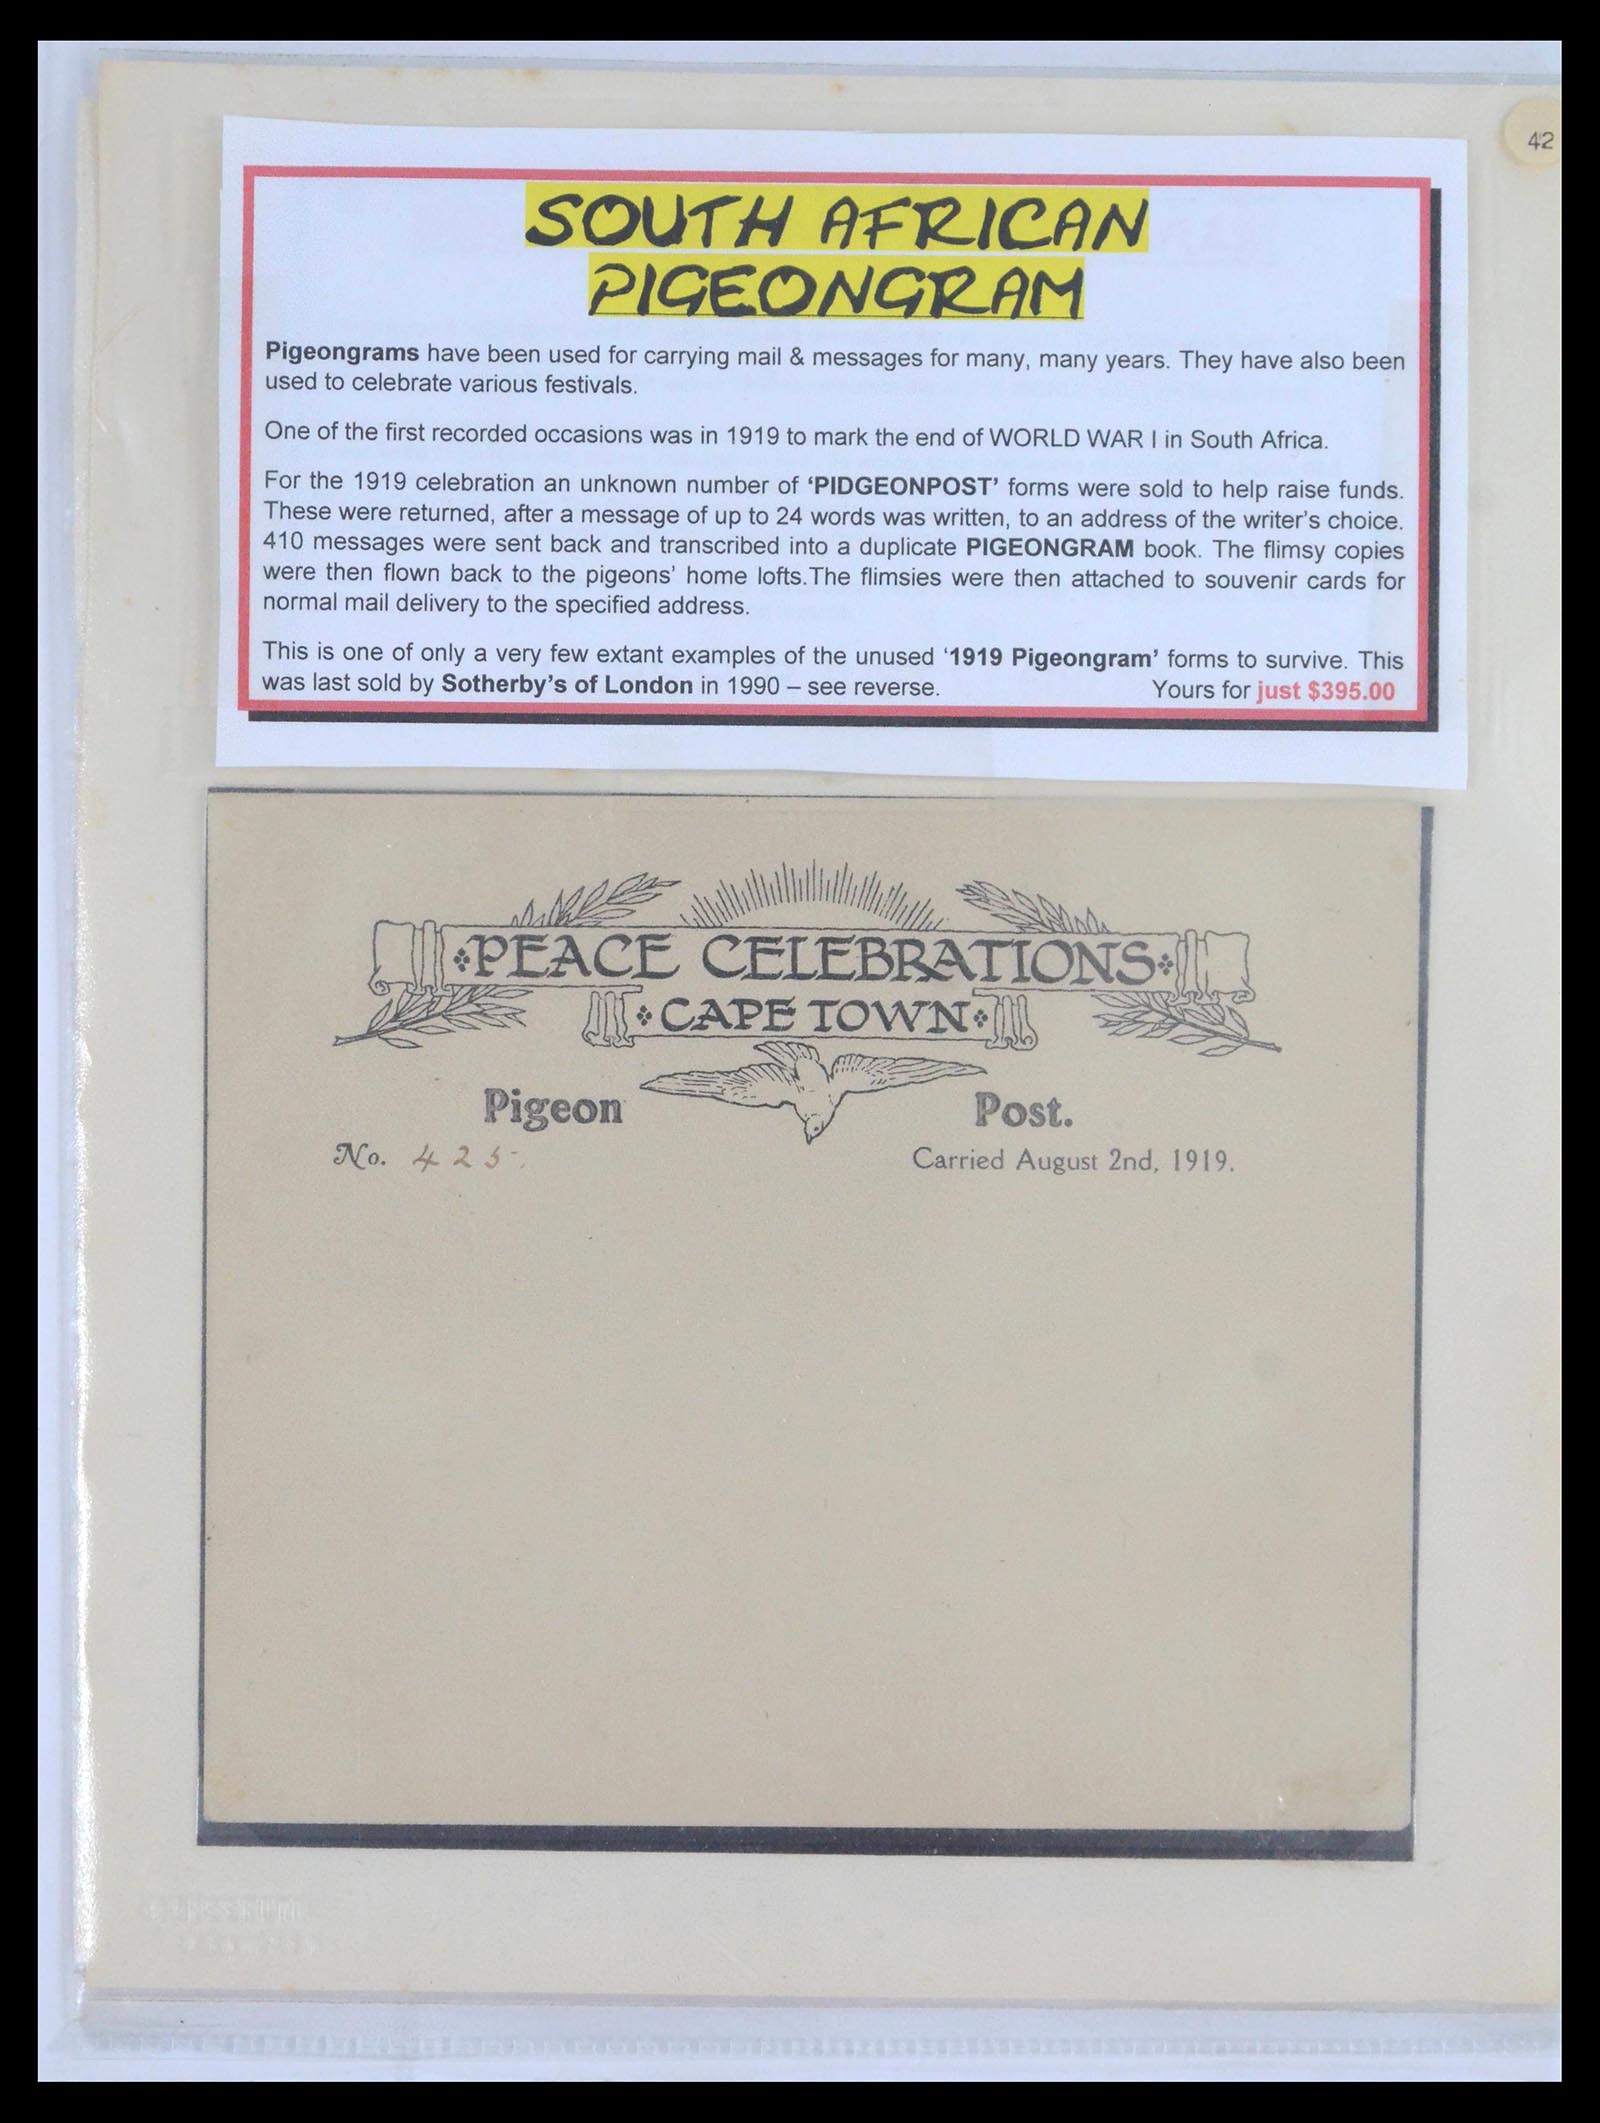 42
SOUTH AFRICAN
PIGEONGRAM
Pigeongrams have been used for carrying mail & messages for many, many years. They have also been
used to celebrate various festivals.
One of the first recorded occasions was in 1919 to mark the end of WORLD WAR I in South Africa.
For the 1919 celebration an unknown number of ‘PIDGEONPOST’ forms were sold to help raise funds.
These were returned, after a message of up to 24 words was written, to an address of the writer’s choice.
410 messages were sent back and transcribed into a duplicate PIGEONGRAM book. The flimsy copies
were then flown back to the pigeons’ home lofts.The flimsies were then attached to souvenir cards for
normal mail delivery to the specified address.
This is one of only a very few extant examples of the unused ‘1919 Pigeongram’ forms to survive. This
was last sold by Sotherby’s of London in 1990 – see reverse. Yours for just $395.00
PEACE CELEBRATIONS
CAPE TOWN
Pigeon Post.
No. 425. Carried August 2nd, 1919.